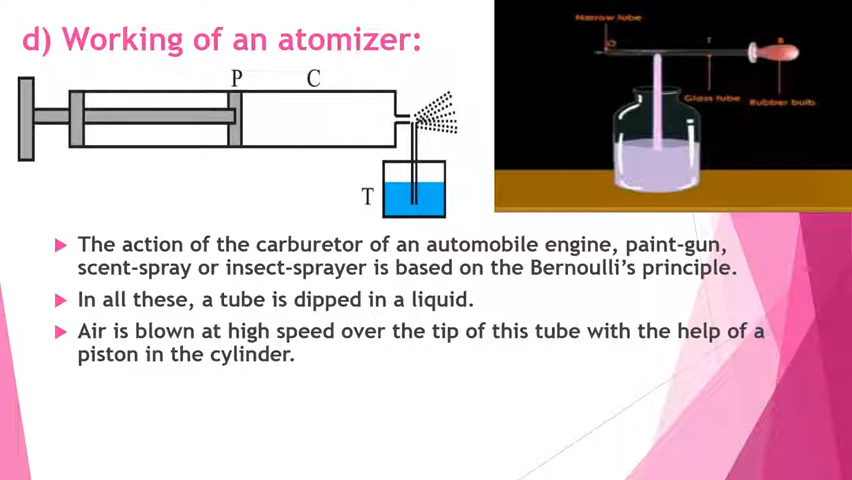 d) Working of an atomizer:
P C
T
Narrow tube
T
Glass tube
Rubber bulb
The action of the carburetor of an automobile engine, paint-gun,
scent-spray or insect-sprayer is based on the Bernoulli's principle.
In all these, a tube is dipped in a liquid.
Air is blown at high speed over the tip of this tube with the help of a
piston in the cylinder.